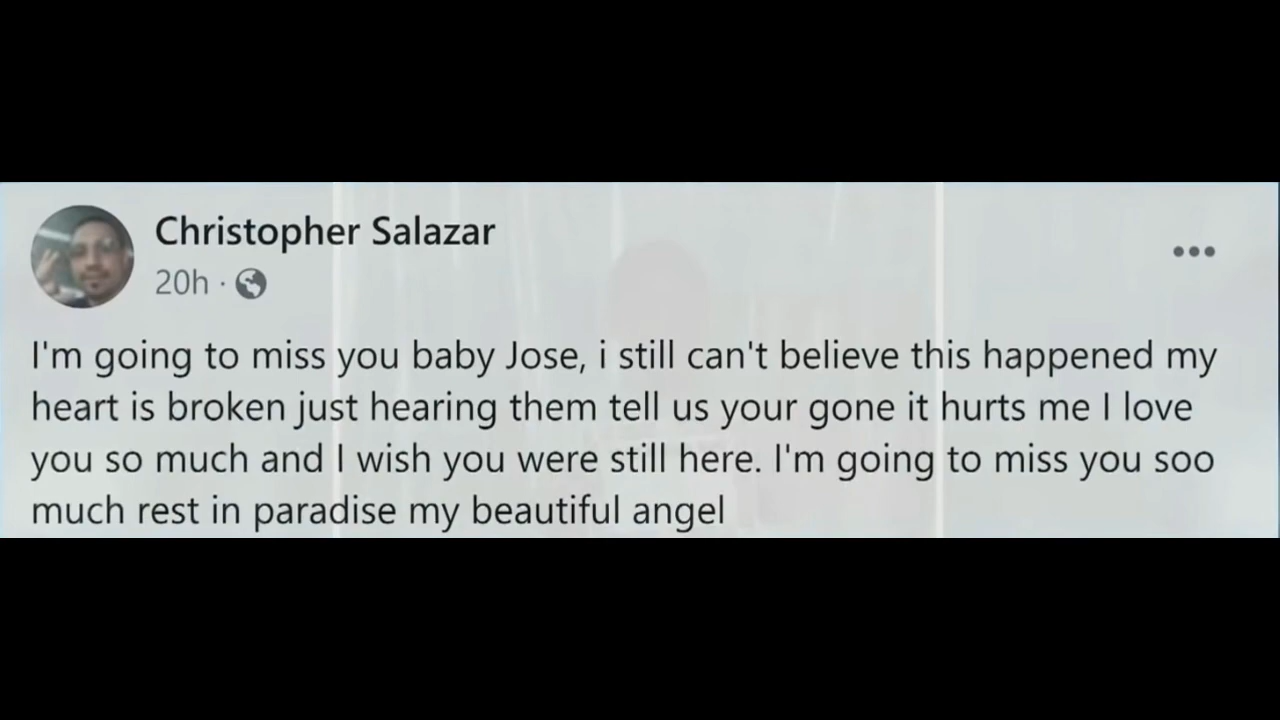 Christopher Salazar
20h ·
I'm going to miss you baby Jose, i still can't believe this happened my
heart is broken just hearing them tell us your gone it hurts me I love
you so much and I wish you were still here. I'm going to miss you soo
much rest in paradise my beautiful angel